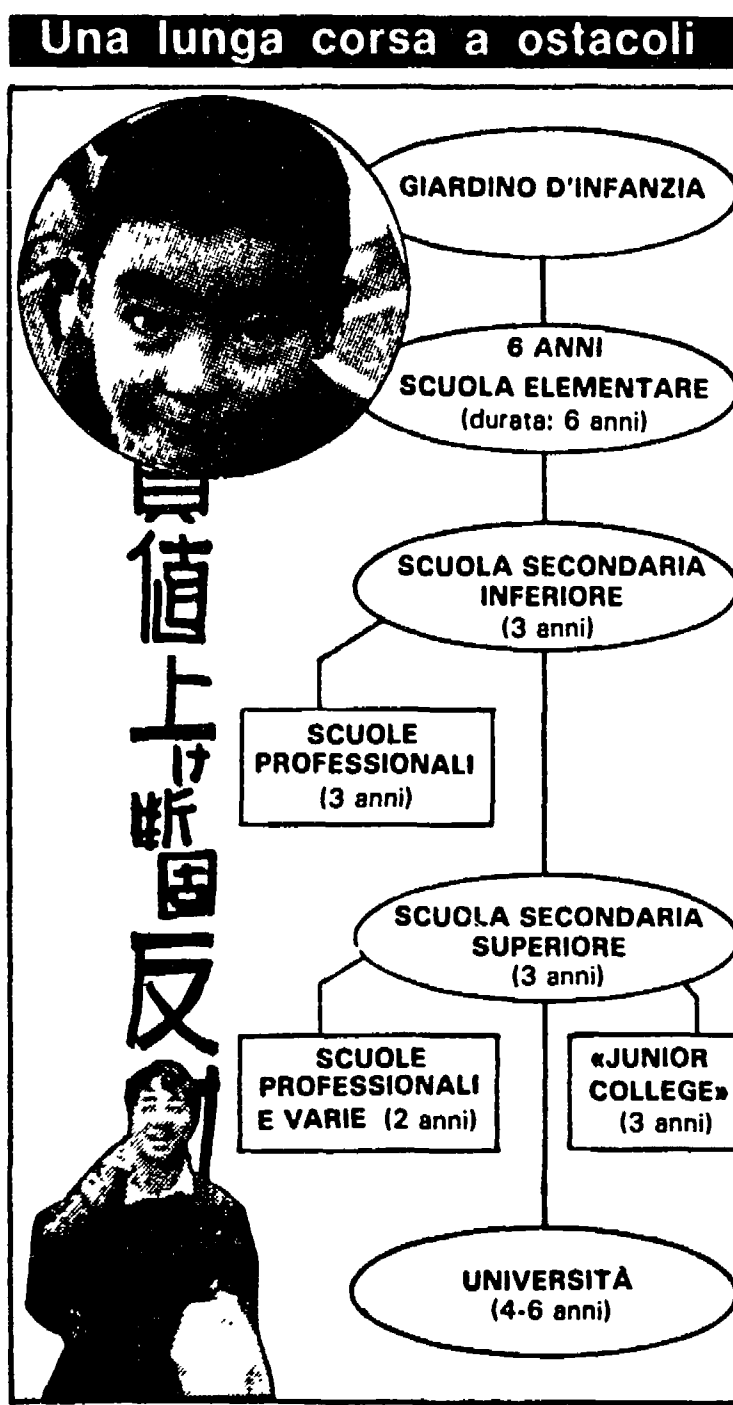 Una lunga corsa a ostacoli
GIARDINO D'INFANZIA
6 ANNI
SCUOLA ELEMENTARE
(durata: 6 anni)
SCUOLA SECONDARIA
INFERIORE
(3 anni)
SCUOLE
PROFESSIONALI
(3 anni)
SCUOLA SECONDARIA
SUPERIORE
(3 anni)
SCUOLE
PROFESSIONALI
E VARIE (2 anni)
«JUNIOR
COLLEGE»
(3 anni)
UNIVERSITÀ
(4-6 anni)
値上げ断固反